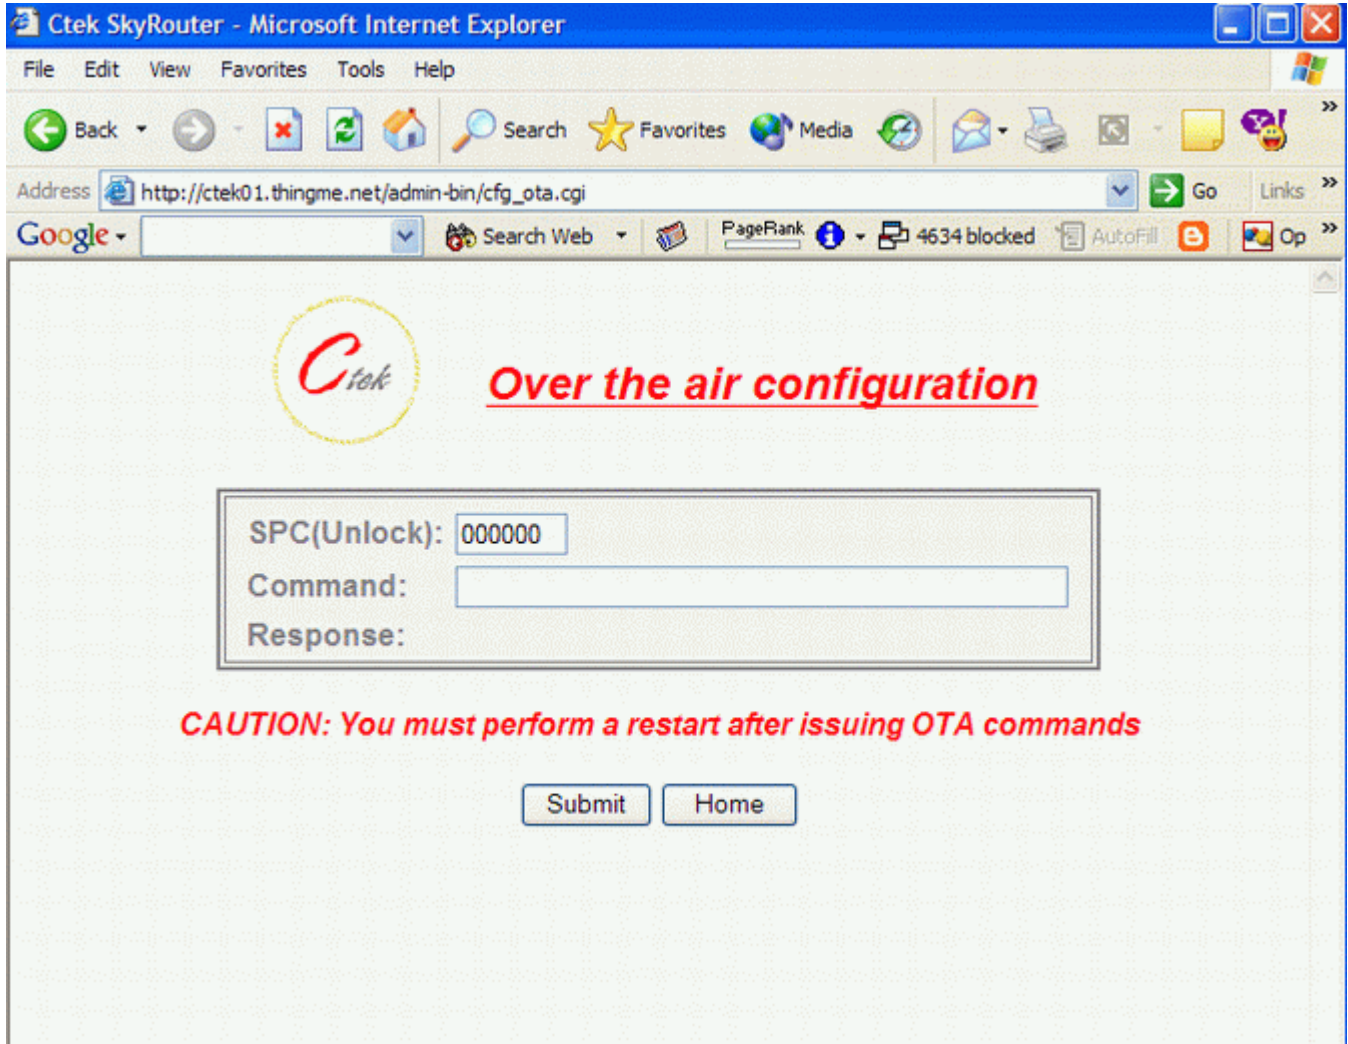 Ctek SkyRouter - Microsoft Internet Explorer
File Edit View Favorites Tools Help
Back Search Favorites Media
Address http://ctek01.thingme.net/admin-bin/cfg_ota.cgi Go Links
Google Search Web PageRank 4634 blocked AutoFill Op
Ctek
Over the air configuration
SPC(Unlock): 000000
Command:
Response:
CAUTION: You must perform a restart after issuing OTA commands
Submit Home